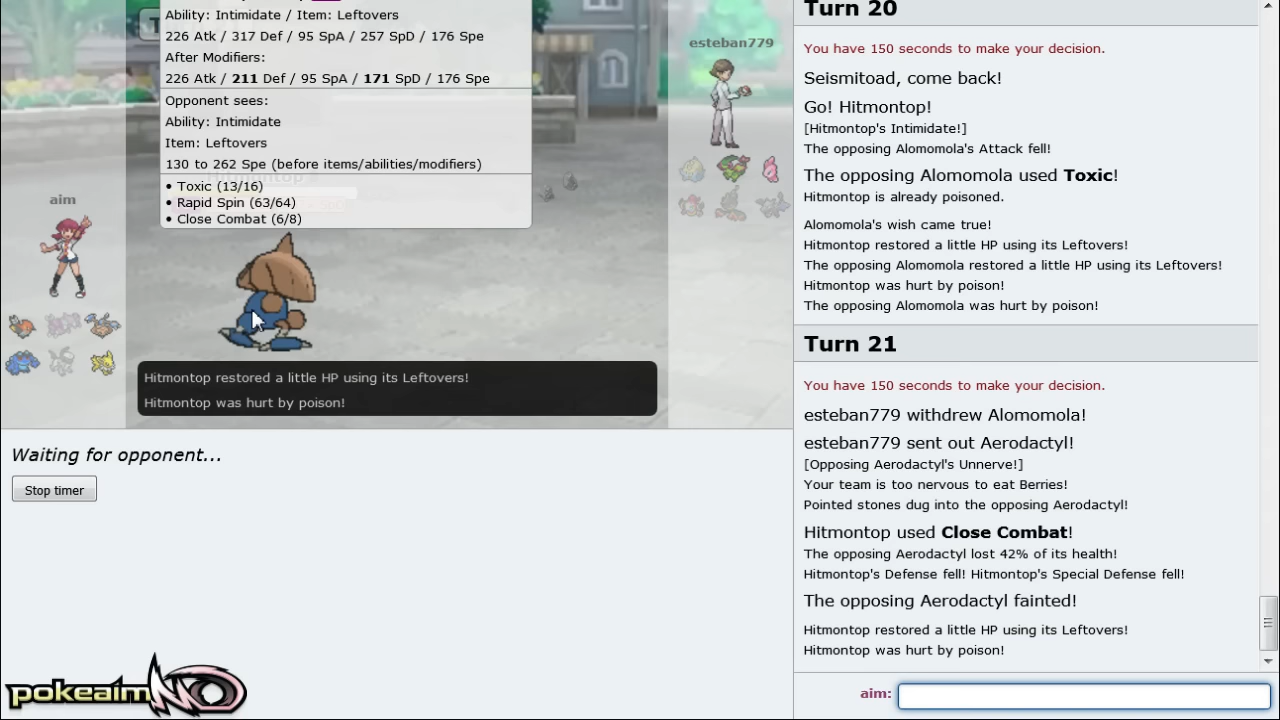 Ability: Intimidate / Item: Leftovers
226 Atk / 317 Def / 95 SpA / 257 SpD / 176 Spe
After Modifiers:
226 Atk / 211 Def / 95 SpA / 171 SpD / 176 Spe
Opponent sees:
Ability: Intimidate
Item: Leftovers
130 to 262 Spe (before items/abilities/modifiers)
• Toxic (13/16)
• Rapid Spin (63/64)
• Close Combat (6/8)
aim
esteban779
Hitmontop restored a little HP using its Leftovers!
Hitmontop was hurt by poison!
Waiting for opponent...
Stop timer
pokeaimMD
Turn 20
You have 150 seconds to make your decision.
Seismitoad, come back!
Go! Hitmontop!
[Hitmontop's Intimidate!]
The opposing Alomomola's Attack fell!
The opposing Alomomola used Toxic!
Hitmontop is already poisoned.
Alomomola's wish came true!
Hitmontop restored a little HP using its Leftovers!
The opposing Alomomola restored a little HP using its Leftovers!
Hitmontop was hurt by poison!
The opposing Alomomola was hurt by poison!
Turn 21
You have 150 seconds to make your decision.
esteban779 withdrew Alomomola!
esteban779 sent out Aerodactyl!
[Opposing Aerodactyl's Unnerve!]
Your team is too nervous to eat Berries!
Pointed stones dug into the opposing Aerodactyl!
Hitmontop used Close Combat!
The opposing Aerodactyl lost 42% of its health!
Hitmontop's Defense fell! Hitmontop's Special Defense fell!
The opposing Aerodactyl fainted!
Hitmontop restored a little HP using its Leftovers!
Hitmontop was hurt by poison!
aim: